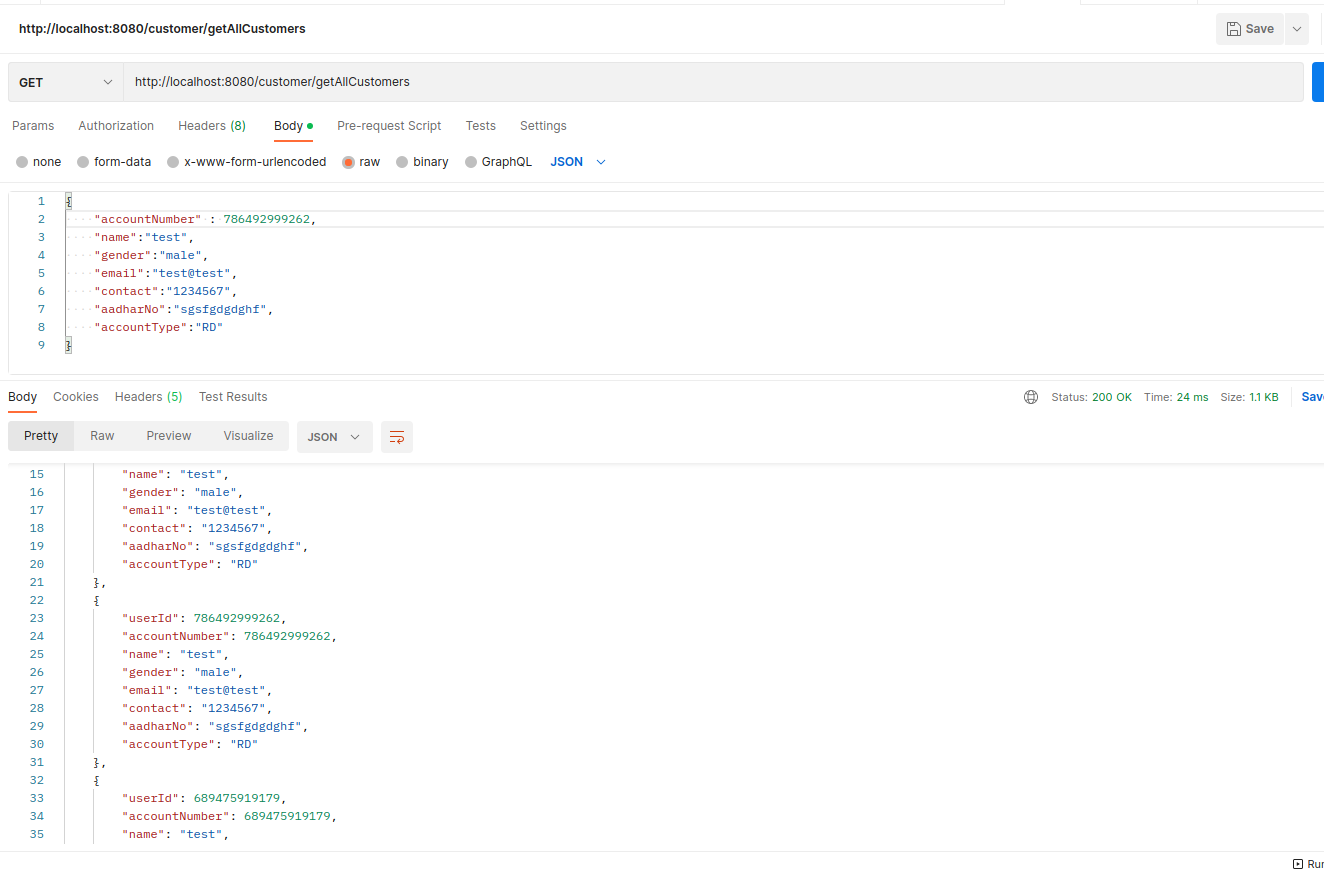 http://localhost:8080/customer/getAllCustomers
Save
GET
http://localhost:8080/customer/getAllCustomers
Params Authorization Headers (8) Body Pre-request Script Tests Settings
none form-data x-www-form-urlencoded raw binary GraphQL JSON
1 {
2 "accountNumber" : 786492999262,
3 "name":"test",
4 "gender":"male",
5 "email":"test@test",
6 "contact":"1234567",
7 "aadharNo":"sgsfgdgdghf",
8 "accountType":"RD"
9 }
Body Cookies Headers (5) Test Results Status: 200 OK Time: 24 ms Size: 1.1 KB Save
Pretty Raw Preview Visualize JSON
15 "name": "test",
16 "gender": "male",
17 "email": "test@test",
18 "contact": "1234567",
19 "aadharNo": "sgsfgdgdghf",
20 "accountType": "RD"
21 },
22 {
23 "userId": 786492999262,
24 "accountNumber": 786492999262,
25 "name": "test",
26 "gender": "male",
27 "email": "test@test",
28 "contact": "1234567",
29 "aadharNo": "sgsfgdgdghf",
30 "accountType": "RD"
31 },
32 {
33 "userId": 689475919179,
34 "accountNumber": 689475919179,
35 "name": "test",
Run